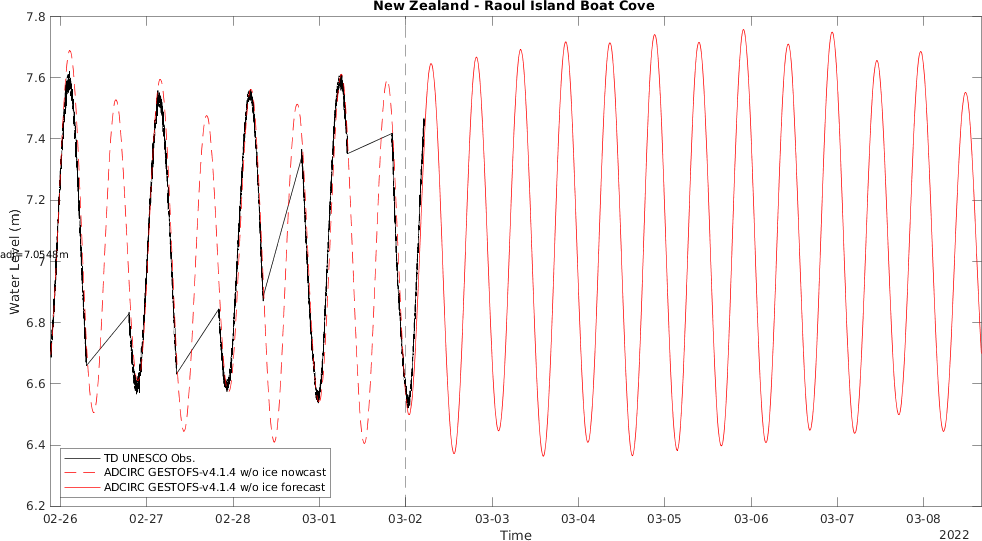 New Zealand - Raoul Island Boat Cove
7.8
7.6
7.4
7.2
7
6.8
6.6
6.4
6.2
Water Level (m)
adj=7.0548m
TD UNESCO Obs.
ADCIRC GESTOFS-v4.1.4 w/o ice nowcast
ADCIRC GESTOFS-v4.1.4 w/o ice forecast
02-26 02-27 02-28 03-01 03-02 03-03 03-04 03-05 03-06 03-07 03-08
Time
2022